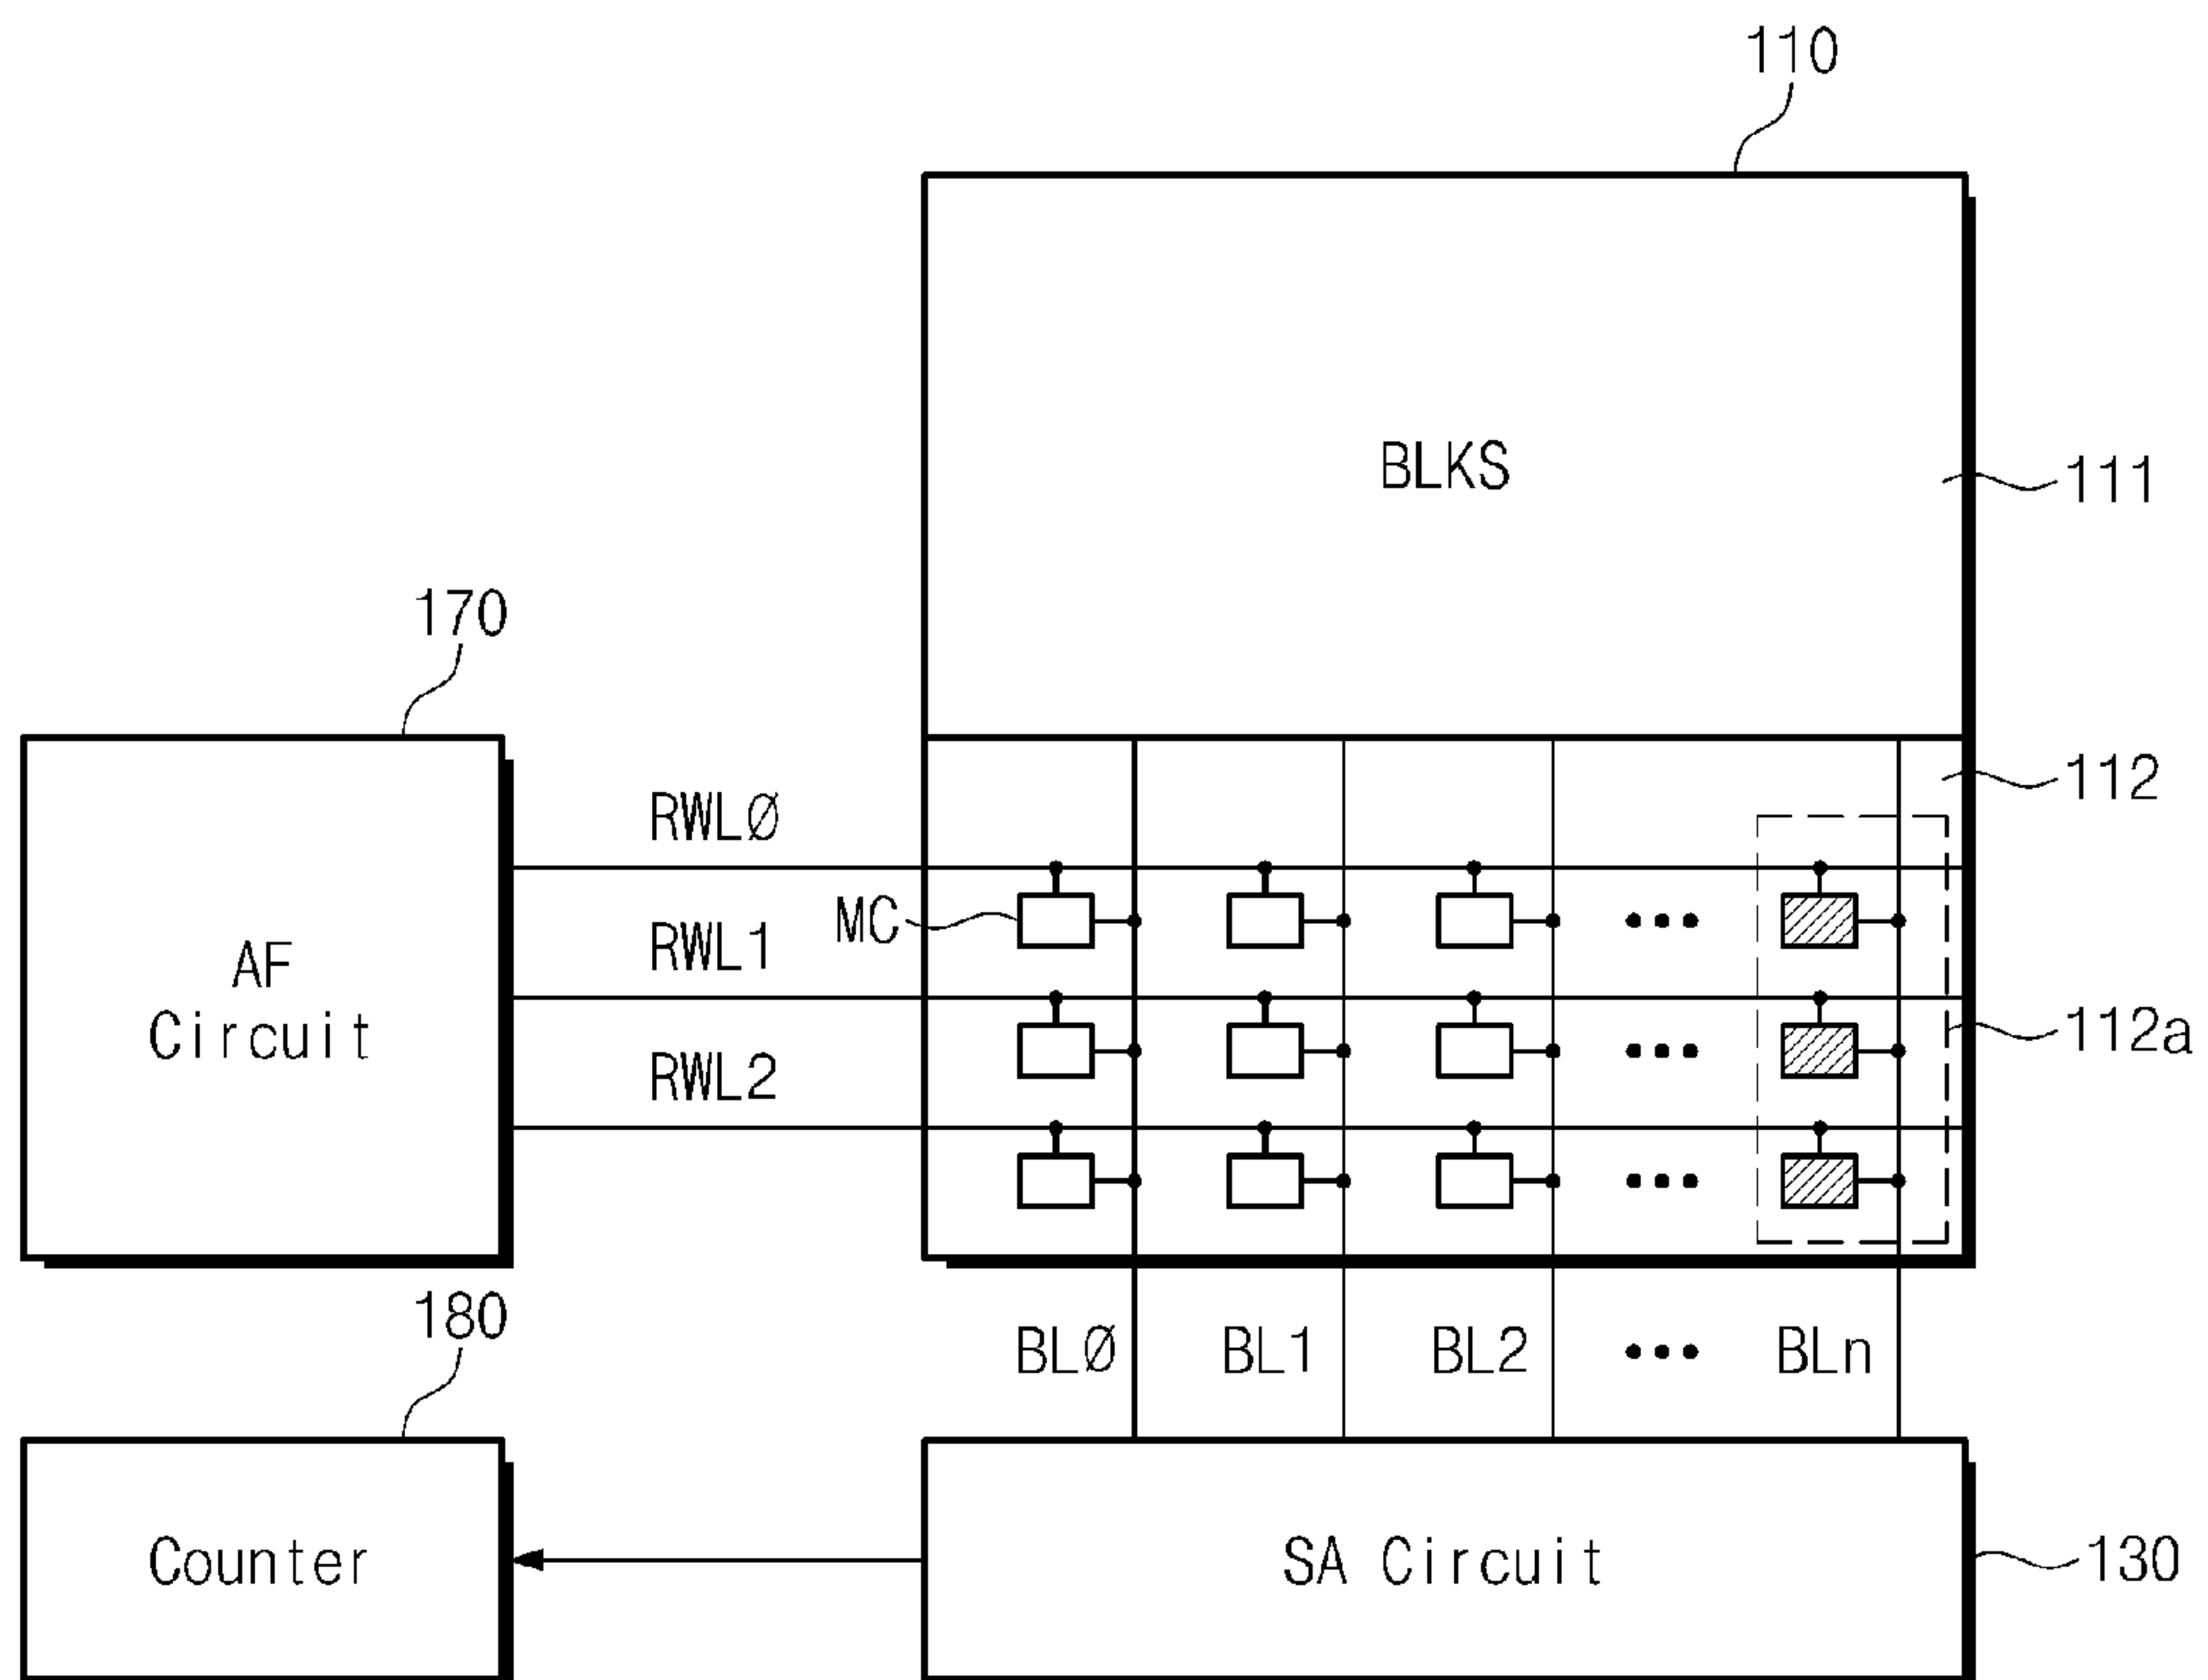 110
BLKS
111
170
112
RWLØ
MC
RWL1
AF
Circuit
112a
RWL2
180
BLØ BL1 BL2 ••• BLn
Counter
SA Circuit
130